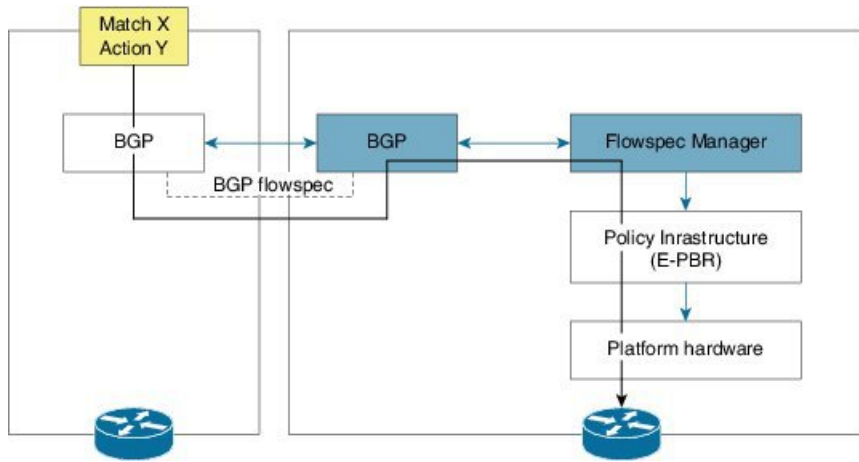 Match X
Action Y
BGP
BGP
Flowspec Manager
BGP flowspec
Policy Inrastructure
(E-PBR)
Platform hardware